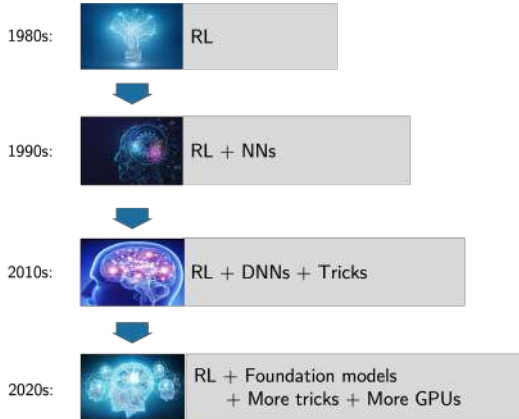 1980s:
RL
1990s:
RL + NNs
2010s:
RL + DNNs + Tricks
2020s:
RL + Foundation models
+ More tricks + More GPUs